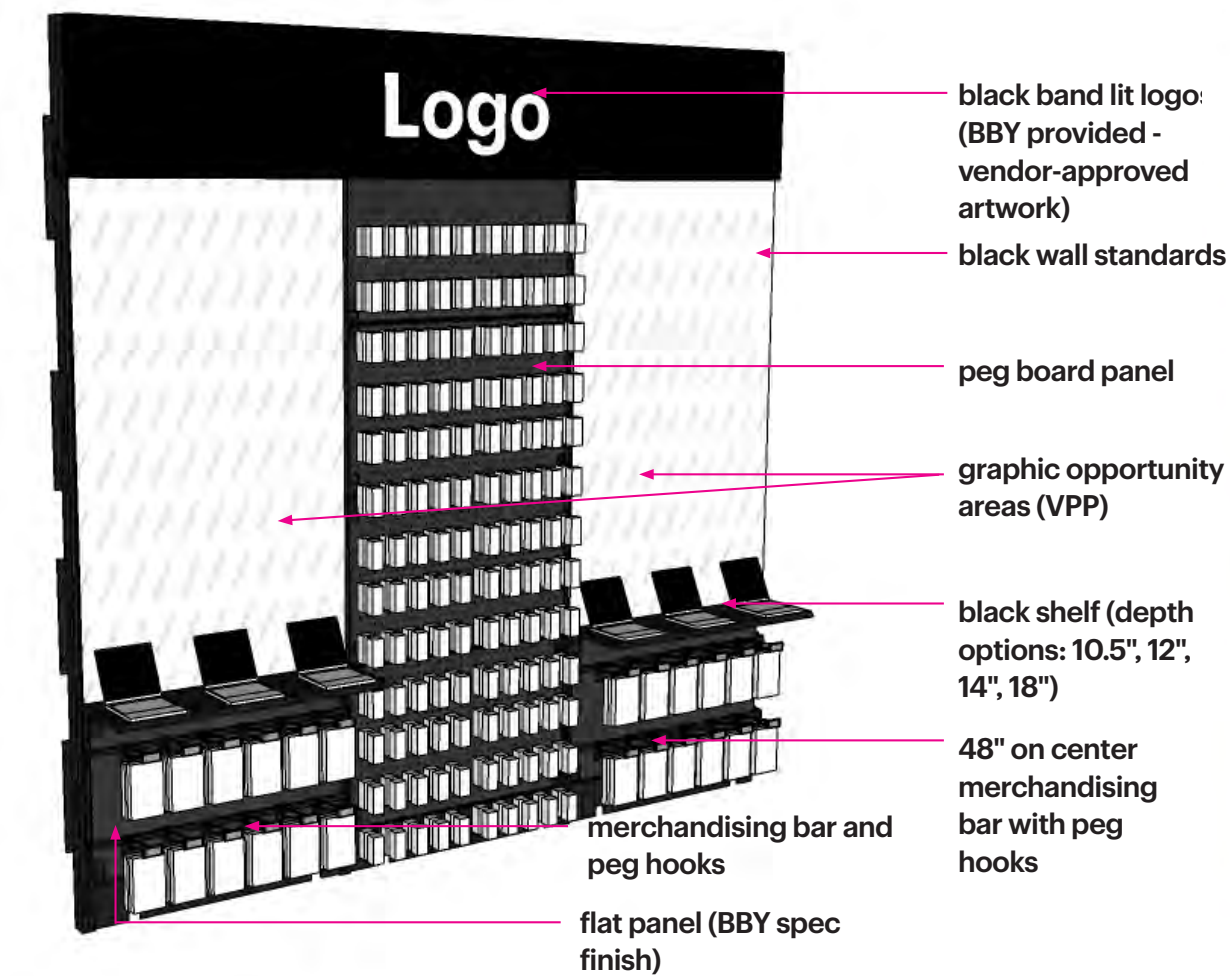 Logo
black band lit logos
(BBY provided -
vendor-approved
artwork)
black wall standards
peg board panel
graphic opportunity
areas (VPP)
black shelf (depth
options: 10.5", 12",
14", 18")
48" on center
merchandising
bar with peg
hooks
merchandising bar and
peg hooks
flat panel (BBY spec
finish)